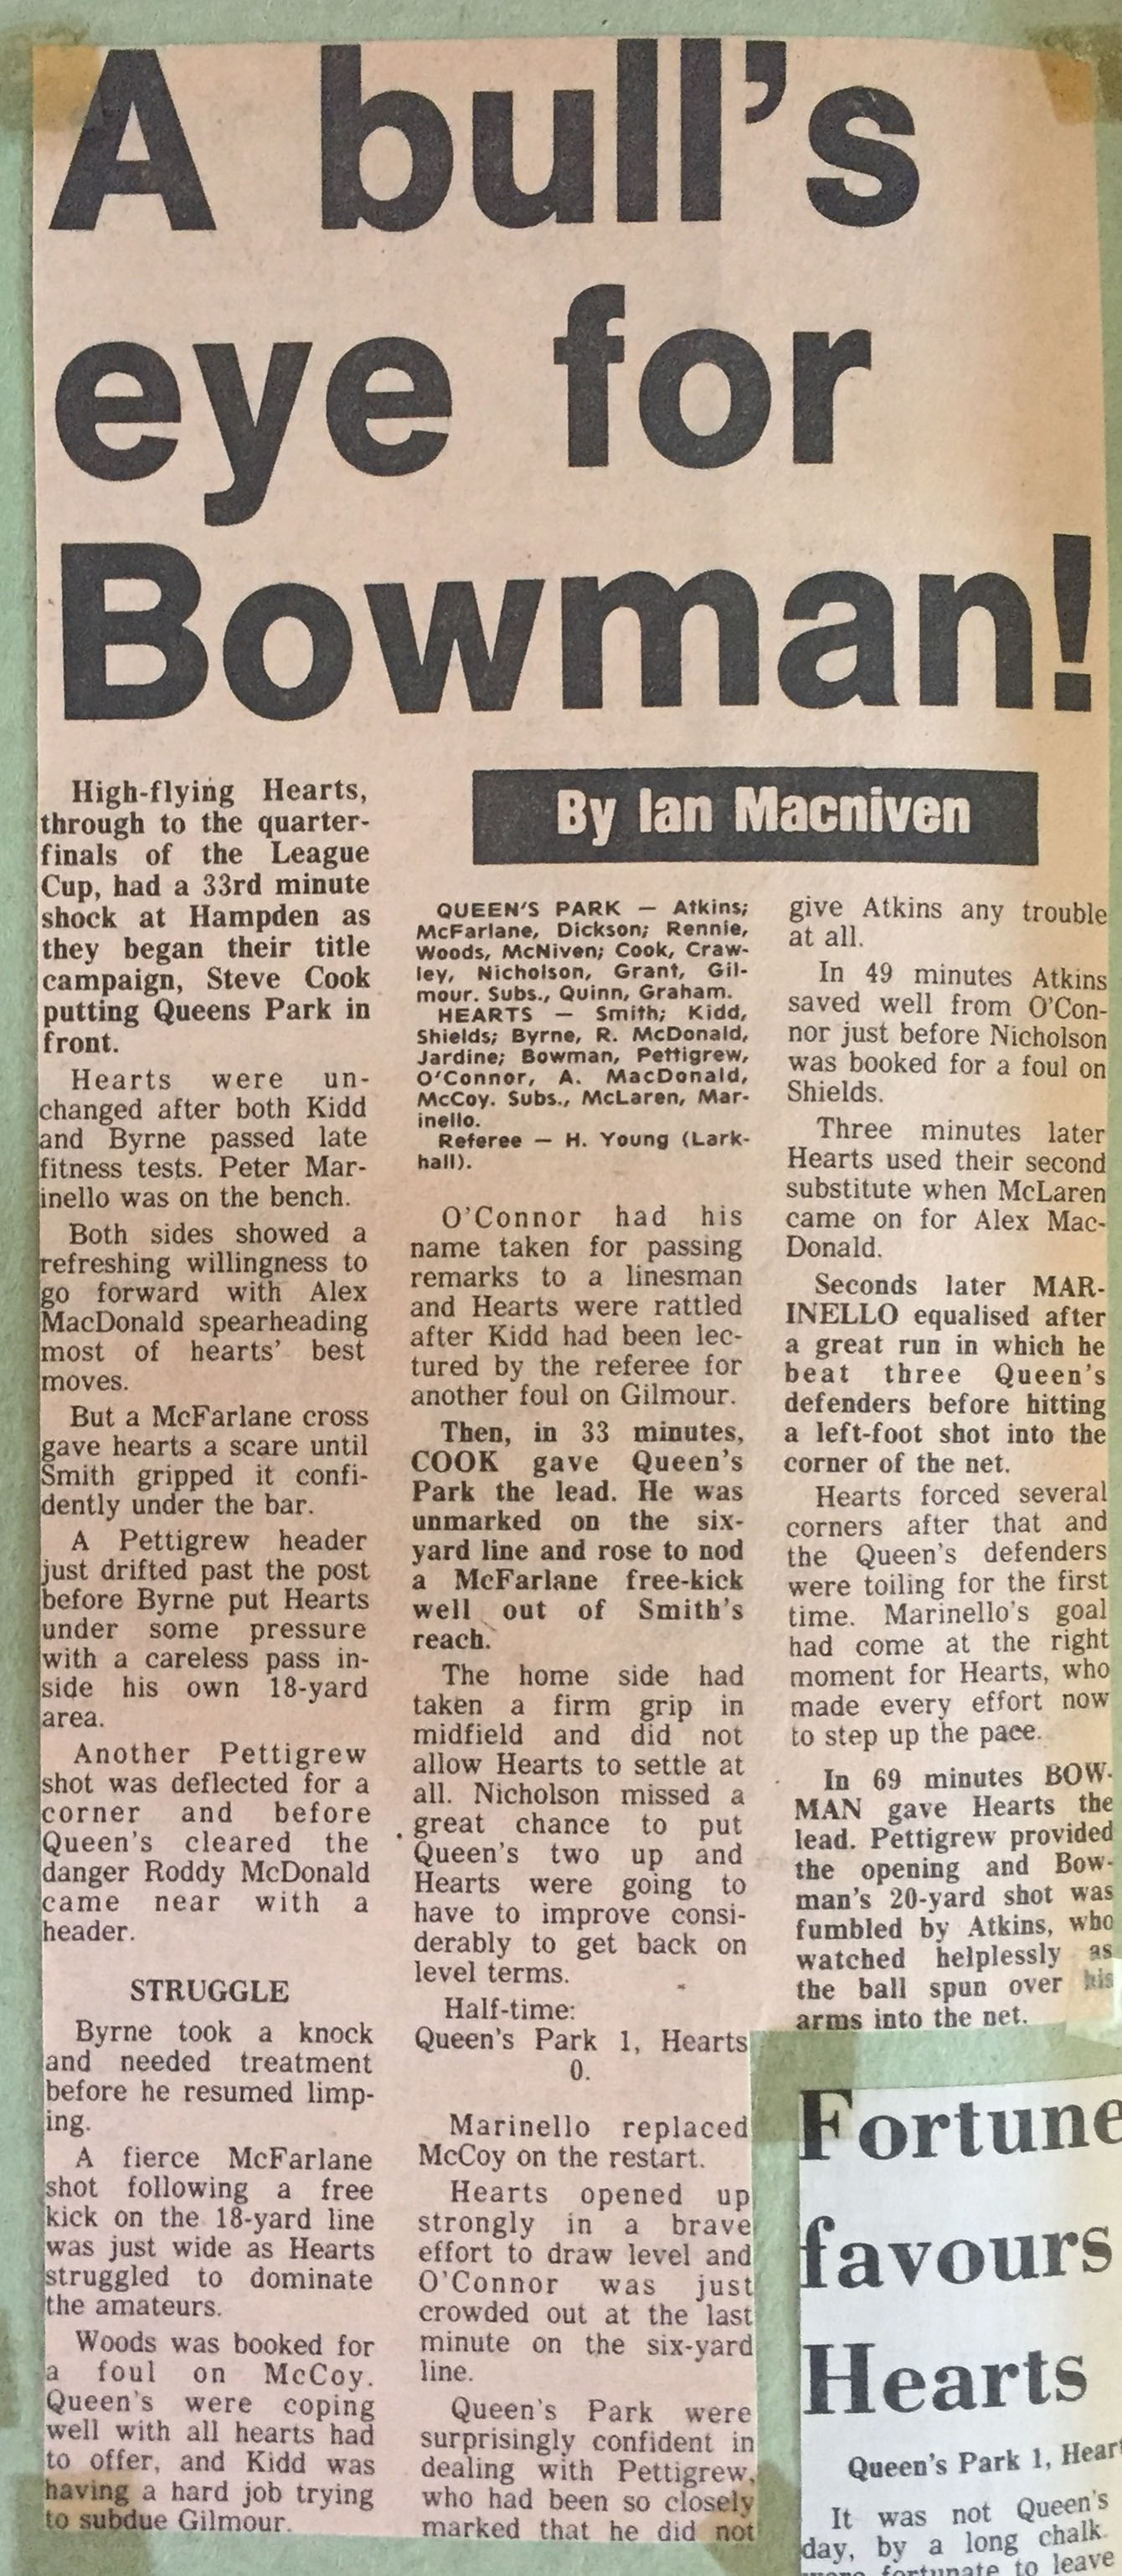 A bull's
eye for
Bowman!
By Ian Macniven
High-flying Hearts,
through to the quarter-
finals of the League
Cup, had a 33rd minute
shock at Hampden as
they began their title
campaign, Steve Cook
putting Queens Park in
front.
Hearts were un-
changed after both Kidd
and Byrne passed late
fitness tests. Peter Mar-
inello was on the bench.
Both sides showed a
refreshing willingness to
go forward with Alex
MacDonald spearheading
most of hearts' best
moves.
But a McFarlane cross
gave hearts a scare until
Smith gripped it confi-
dently under the bar.
A Pettigrew header
just drifted past the post
before Byrne put Hearts
under some pressure
with a careless pass in-
side his own 18-yard
area.
Another Pettigrew
shot was deflected for a
corner and before
Queen's cleared the
danger Roddy McDonald
came near with a
header.
STRUGGLE
Byrne took a knock
and needed treatment
before he resumed limp-
ing.
A fierce McFarlane
shot following a free
kick on the 18-yard line
was just wide as Hearts
struggled to dominate
the amateurs.
Woods was booked for
a foul on McCoy.
Queen's were coping
well with all hearts had
to offer, and Kidd was
having a hard job trying
to subdue Gilmour.
QUEEN'S PARK — Atkins;
McFarlane, Dickson; Rennie,
Woods, McNiven; Cook, Craw-
ley, Nicholson, Grant, Gil-
mour. Subs., Quinn, Graham.
HEARTS — Smith; Kidd,
Shields; Byrne, R. McDonald,
Jardine; Bowman, Pettigrew,
O'Connor, A. MacDonald,
McCoy. Subs., McLaren, Mar-
inello.
Referee — H. Young (Lark-
hall).
O'Connor had his
name taken for passing
remarks to a linesman
and Hearts were rattled
after Kidd had been lec-
tured by the referee for
another foul on Gilmour.
Then, in 33 minutes,
COOK gave Queen's
Park the lead. He was
unmarked on the six-
yard line and rose to nod
a McFarlane free-kick
well out of Smith's
reach.
The home side had
taken a firm grip in
midfield and did not
allow Hearts to settle at
all. Nicholson missed a
great chance to put
Queen's two up and
Hearts were going to
have to improve consi-
derably to get back on
level terms.
Half-time:
Queen's Park 1, Hearts
0.
Marinello replaced
McCoy on the restart.
Hearts opened up
strongly in a brave
effort to draw level and
O'Connor was just
crowded out at the last
minute on the six-yard
line.
Queen's Park were
surprisingly confident in
dealing with Pettigrew,
who had been so closely
marked that he did not
give Atkins any trouble
at all.
In 49 minutes Atkins
saved well from O'Con-
nor just before Nicholson
was booked for a foul on
Shields.
Three minutes later
Hearts used their second
substitute when McLaren
came on for Alex Mac-
Donald.
Seconds later MAR-
INELLO equalised after
a great run in which he
beat three Queen's
defenders before hitting
a left-foot shot into the
corner of the net.
Hearts forced several
corners after that and
the Queen's defenders
were toiling for the first
time. Marinello's goal
had come at the right
moment for Hearts, who
made every effort now
to step up the pace.
In 69 minutes BOW-
MAN gave Hearts the
lead. Pettigrew provided
the opening and Bow-
man's 20-yard shot was
fumbled by Atkins, who
watched helplessly as
the ball spun over his
arms into the net.
Fortune
favours
Hearts
Queen's Park 1, Heart
It was not Queen's
day, by a long chalk.
were fortunate to leave